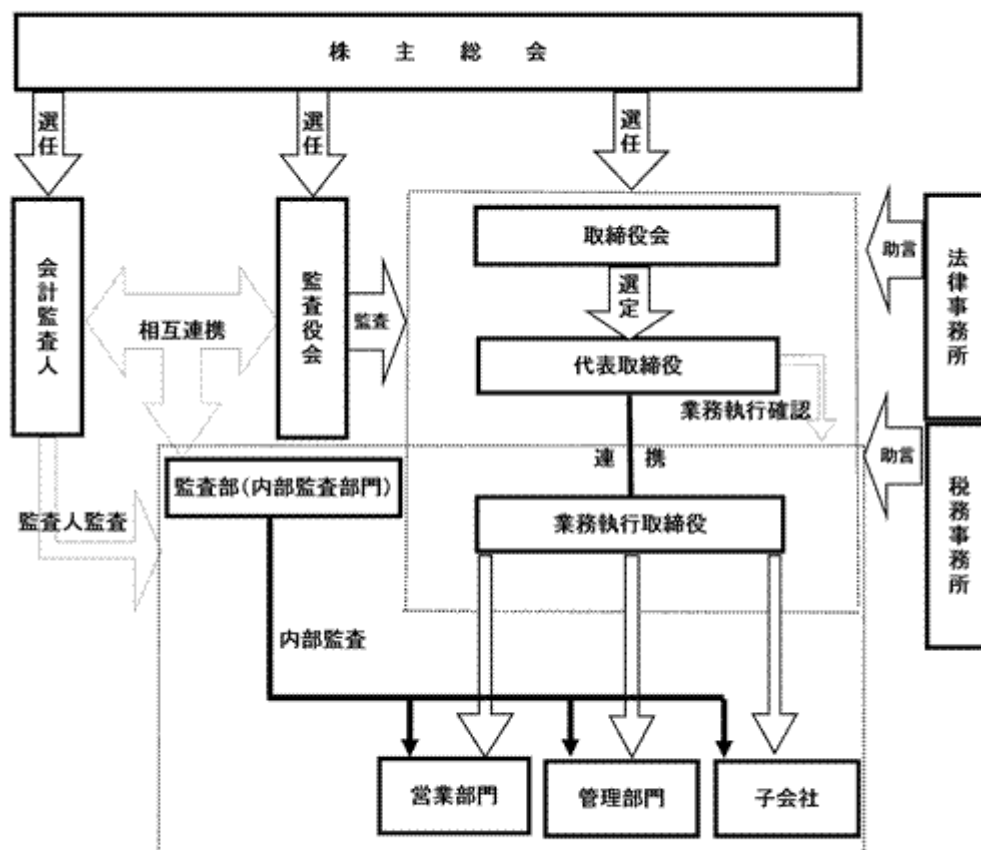 株主総会
選任
選任
選任
会計監査人
監査役会
取締役会
助言
法律事務所
選定
監査
相互連携
代表取締役
業務執行確認
助言
税務事務所
連携
監査部(内部監査部門)
業務執行取締役
監査人監査
内部監査
営業部門
管理部門
子会社